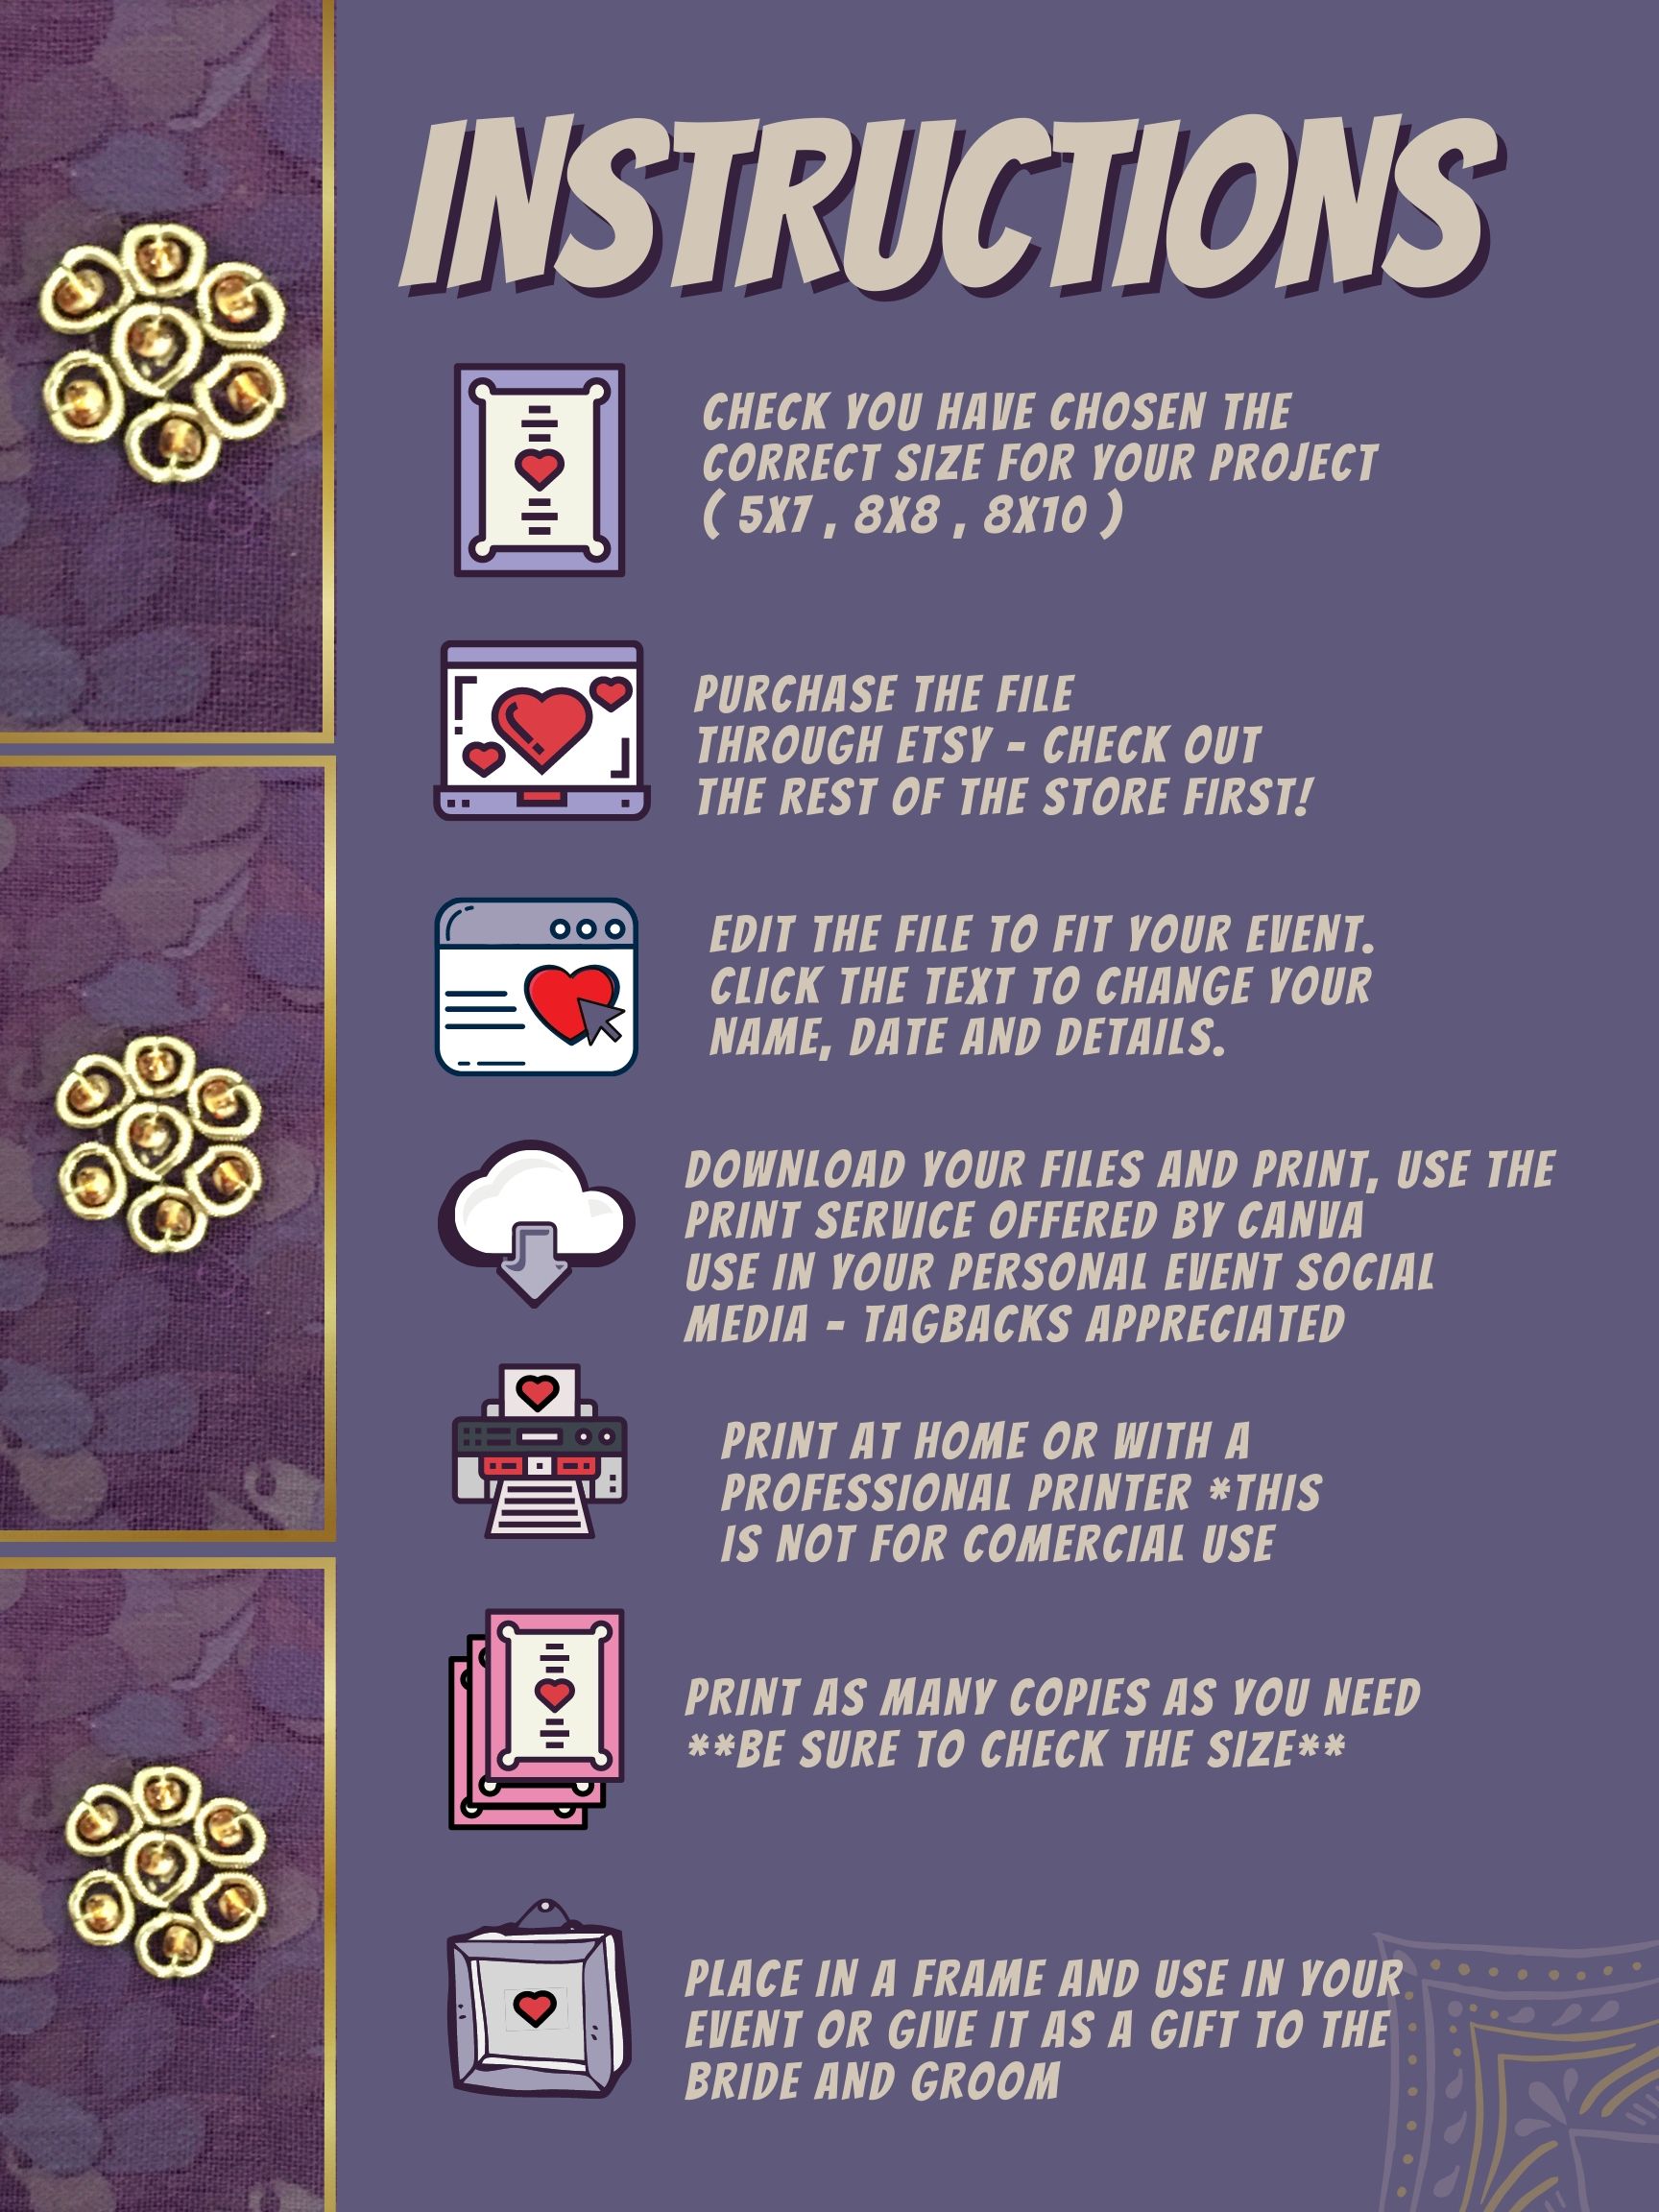 INSTRUCTIONS
CHECK YOU HAVE CHOSEN THE
CORRECT SIZE FOR YOUR PROJECT
( 5X7 , 8X8 , 8X10 )
PURCHASE THE FILE
THROUGH ETSY - CHECK OUT
THE REST OF THE STORE FIRST!
EDIT THE FILE TO FIT YOUR EVENT.
CLICK THE TEXT TO CHANGE YOUR
NAME, DATE AND DETAILS.
DOWNLOAD YOUR FILES AND PRINT, USE THE
PRINT SERVICE OFFERED BY CANVA
USE IN YOUR PERSONAL EVENT SOCIAL
MEDIA - TAGBACKS APPRECIATED
PRINT AT HOME OR WITH A
PROFESSIONAL PRINTER *THIS
IS NOT FOR COMERCIAL USE
PRINT AS MANY COPIES AS YOU NEED
**BE SURE TO CHECK THE SIZE**
PLACE IN A FRAME AND USE IN YOUR
EVENT OR GIVE IT AS A GIFT TO THE
BRIDE AND GROOM